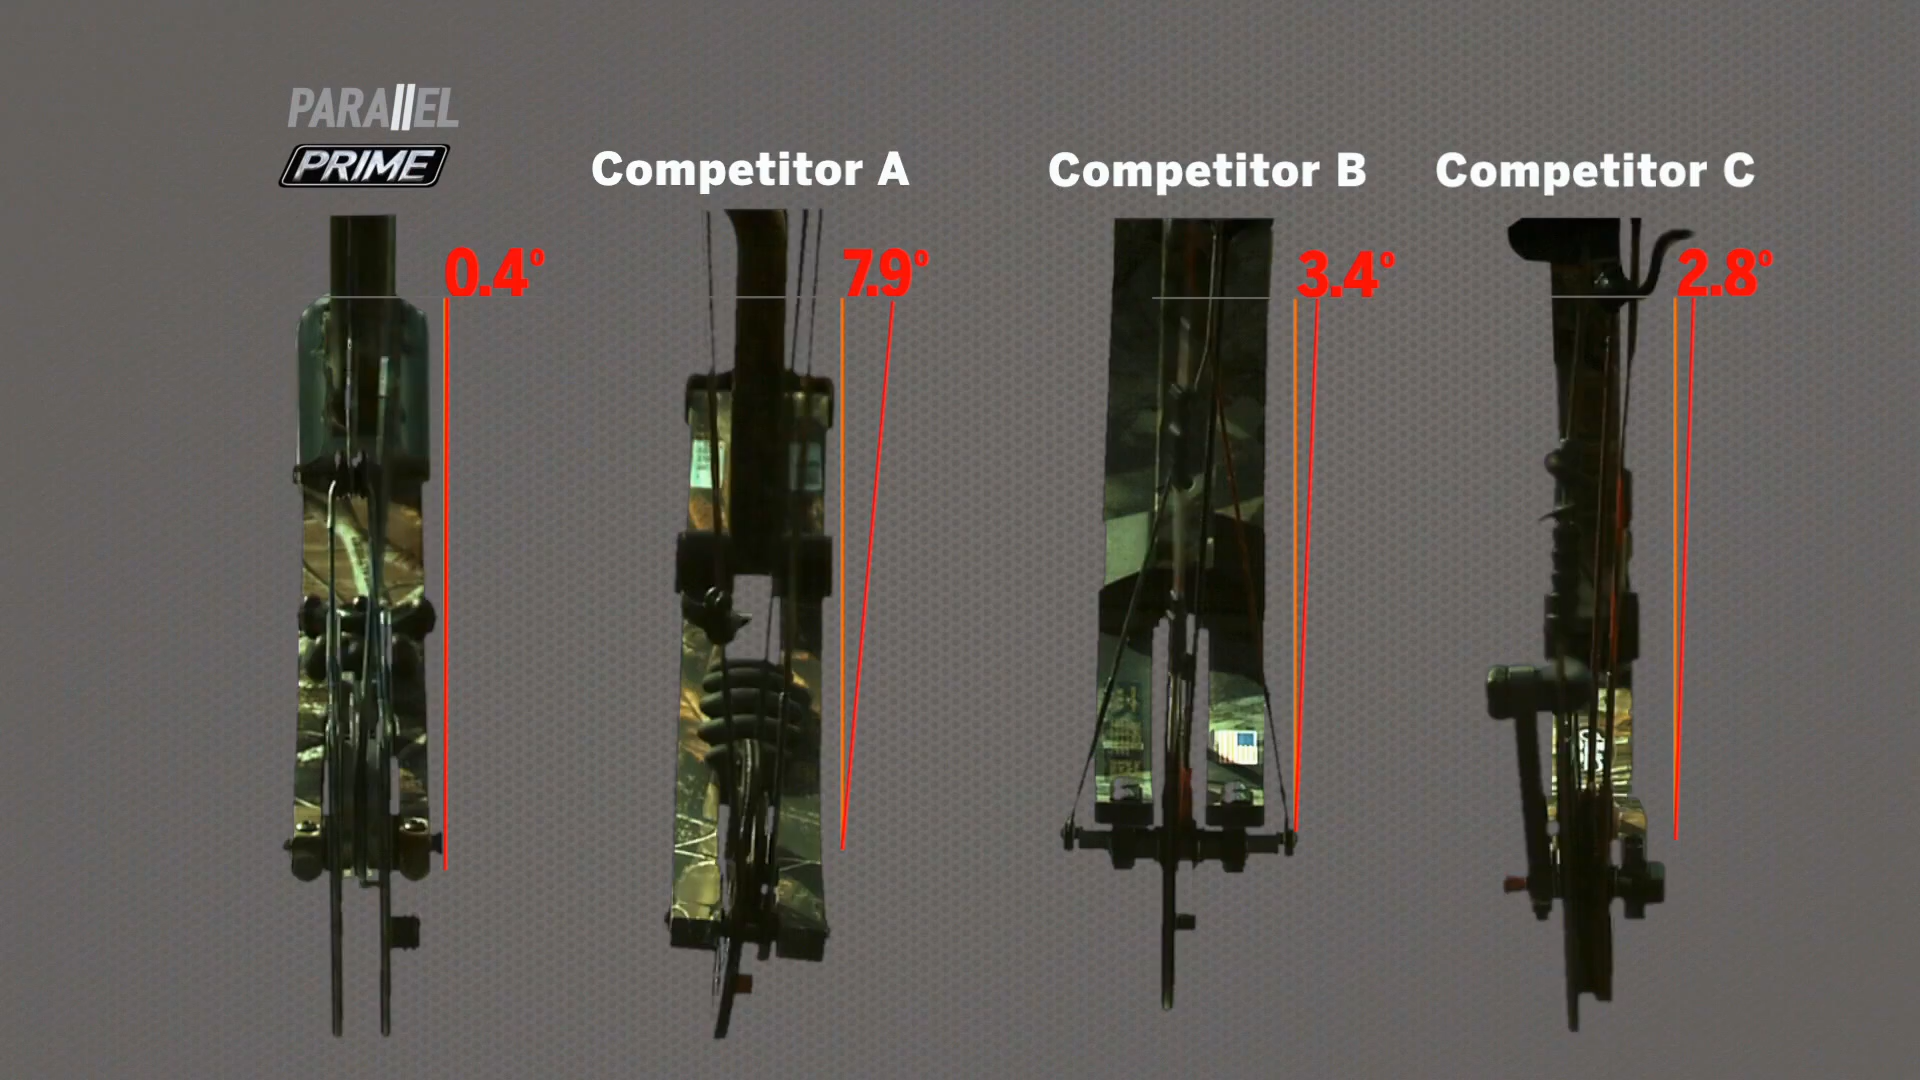 PARALLEL
PRIME
Competitor A
Competitor B
Competitor C
0.4°
7.9°
3.4°
2.8°